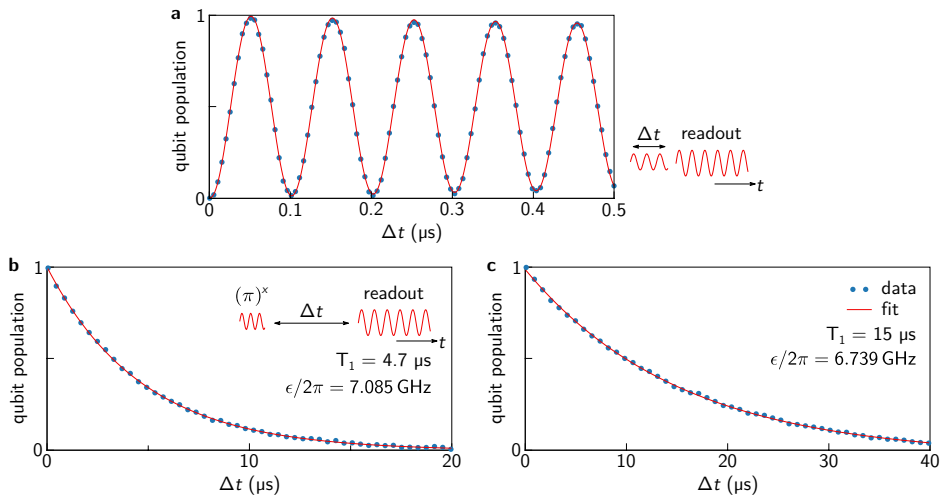 a
1
0
qubit population
0
0.1
0.2
0.3
0.4
0.5
Δt (µs)
Δt
readout
t
b
1
0
qubit population
0
10
20
Δt (µs)
(π)ˣ
Δt
readout
t
T₁ = 4.7 µs
ϵ/2π = 7.085 GHz
c
1
0
qubit population
0
10
20
30
40
Δt (µs)
data
fit
T₁ = 15 µs
ϵ/2π = 6.739 GHz